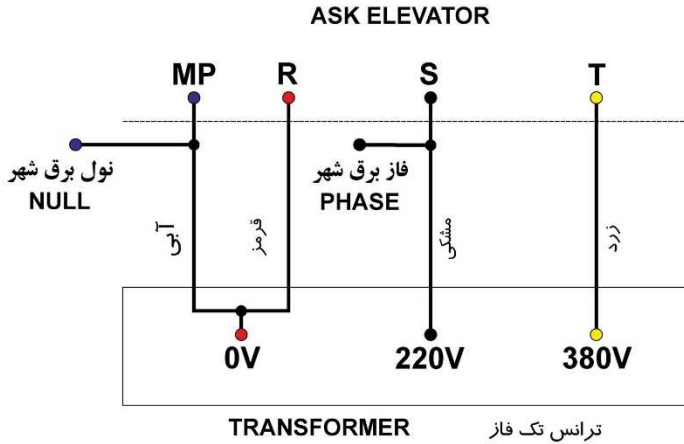 ASK ELEVATOR
MP R S T
نول برق شهر
NULL
فاز برق شهر
PHASE
آبی
قرمز
مشکی
زرد
0V 220V 380V
TRANSFORMER ترانس تک فاز